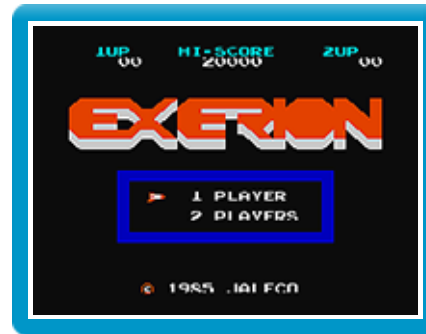 1UP HI-SCORE 2UP
00 20000 00
EXERION
1 PLAYER
2 PLAYERS
© 1985 JALECO